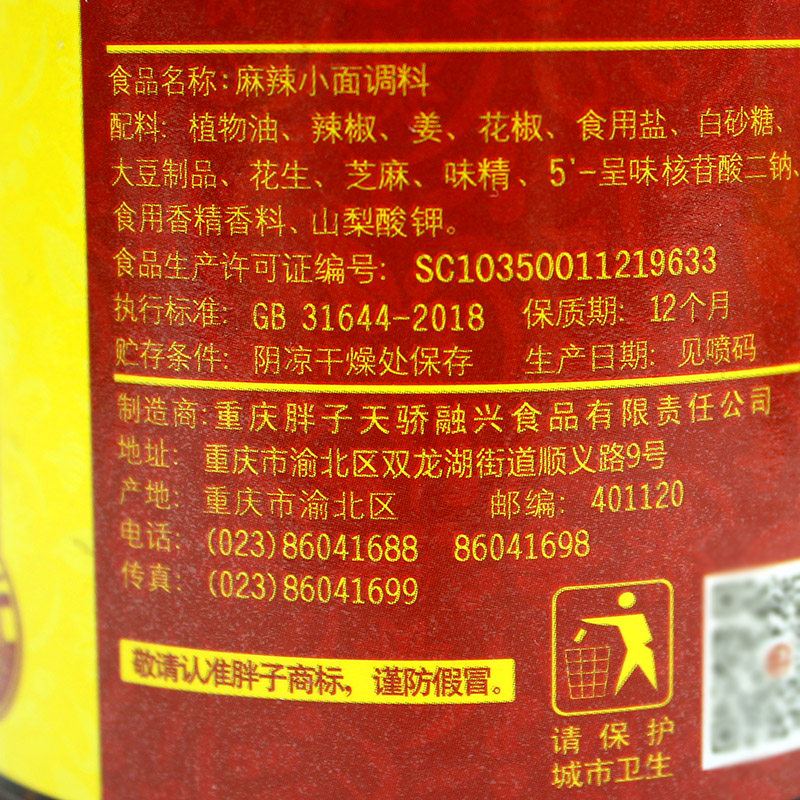 食品名称：麻辣小面调料
配料：植物油、辣椒、姜、花椒、食用盐、白砂糖、
大豆制品、花生、芝麻、味精、5'-呈味核苷酸二钠、
食用香精香料、山梨酸钾。
食品生产许可证编号：SC10350011219633
执行标准：GB 31644-2018 保质期：12个月
贮存条件：阴凉干燥处保存 生产日期：见喷码
制造商：重庆胖子天骄融兴食品有限责任公司
地址：重庆市渝北区双龙湖街道顺义路9号
产地：重庆市渝北区 邮编：401120
电话：(023)86041688 86041698
传真：(023)86041699
敬请认准胖子商标，谨防假冒。
请保护
城市卫生